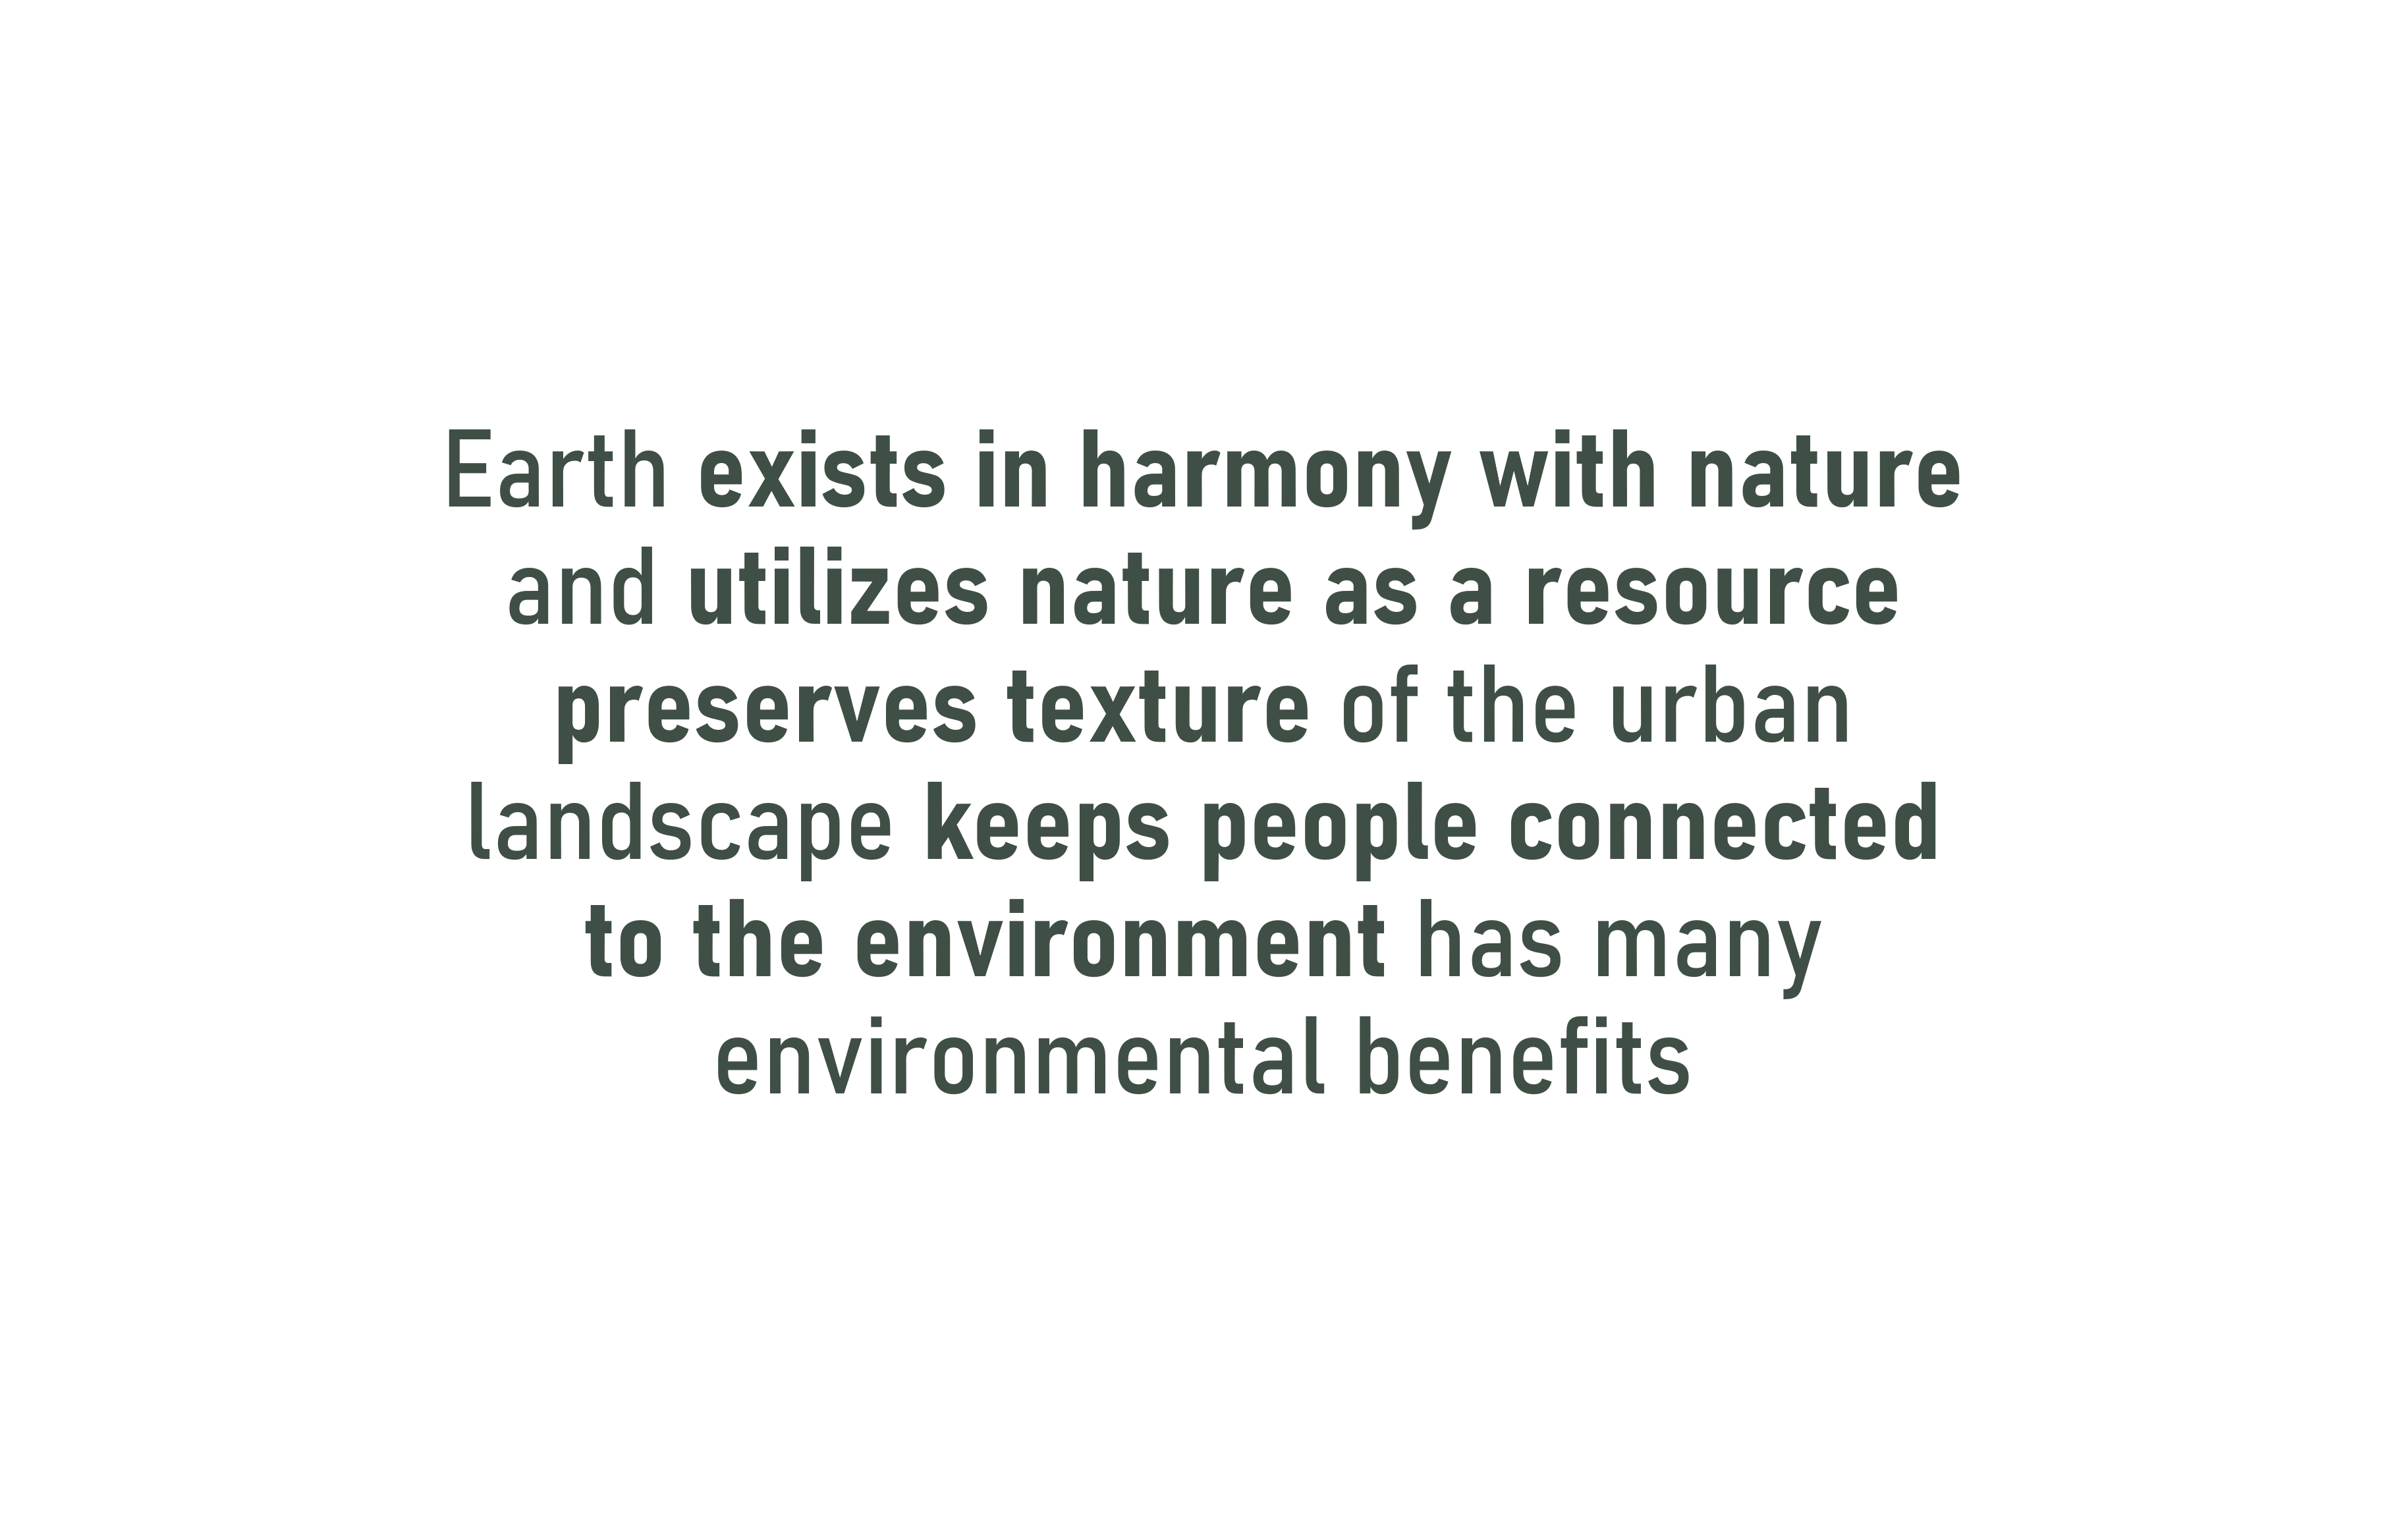 Earth exists in harmony with nature
and utilizes nature as a resource
preserves texture of the urban
landscape keeps people connected
to the environment has many
environmental benefits